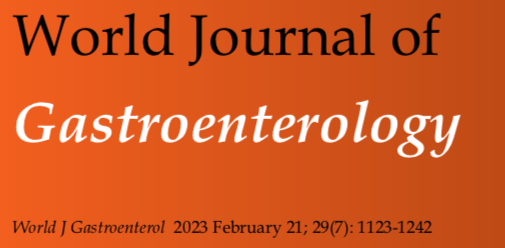 World Journal of
Gastroenterology
World J Gastroenterol 2023 February 21; 29(7): 1123-1242